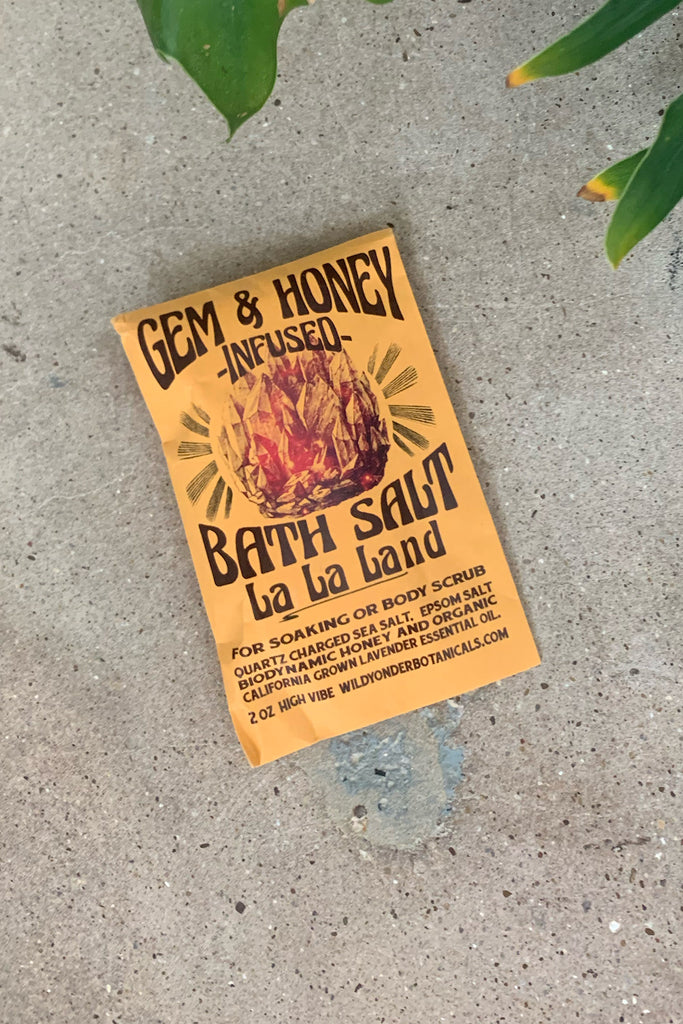 GEM & HONEY
-INFUSED-
BATH SALT
La La Land
FOR SOAKING OR BODY SCRUB
QUARTZ CHARGED SEA SALT, EPSOM SALT
BIODYNAMIC HONEY AND ORGANIC
CALIFORNIA GROWN LAVENDER ESSENTIAL OIL.
2 OZ HIGH VIBE WILDYONDERBOTANICALS.COM